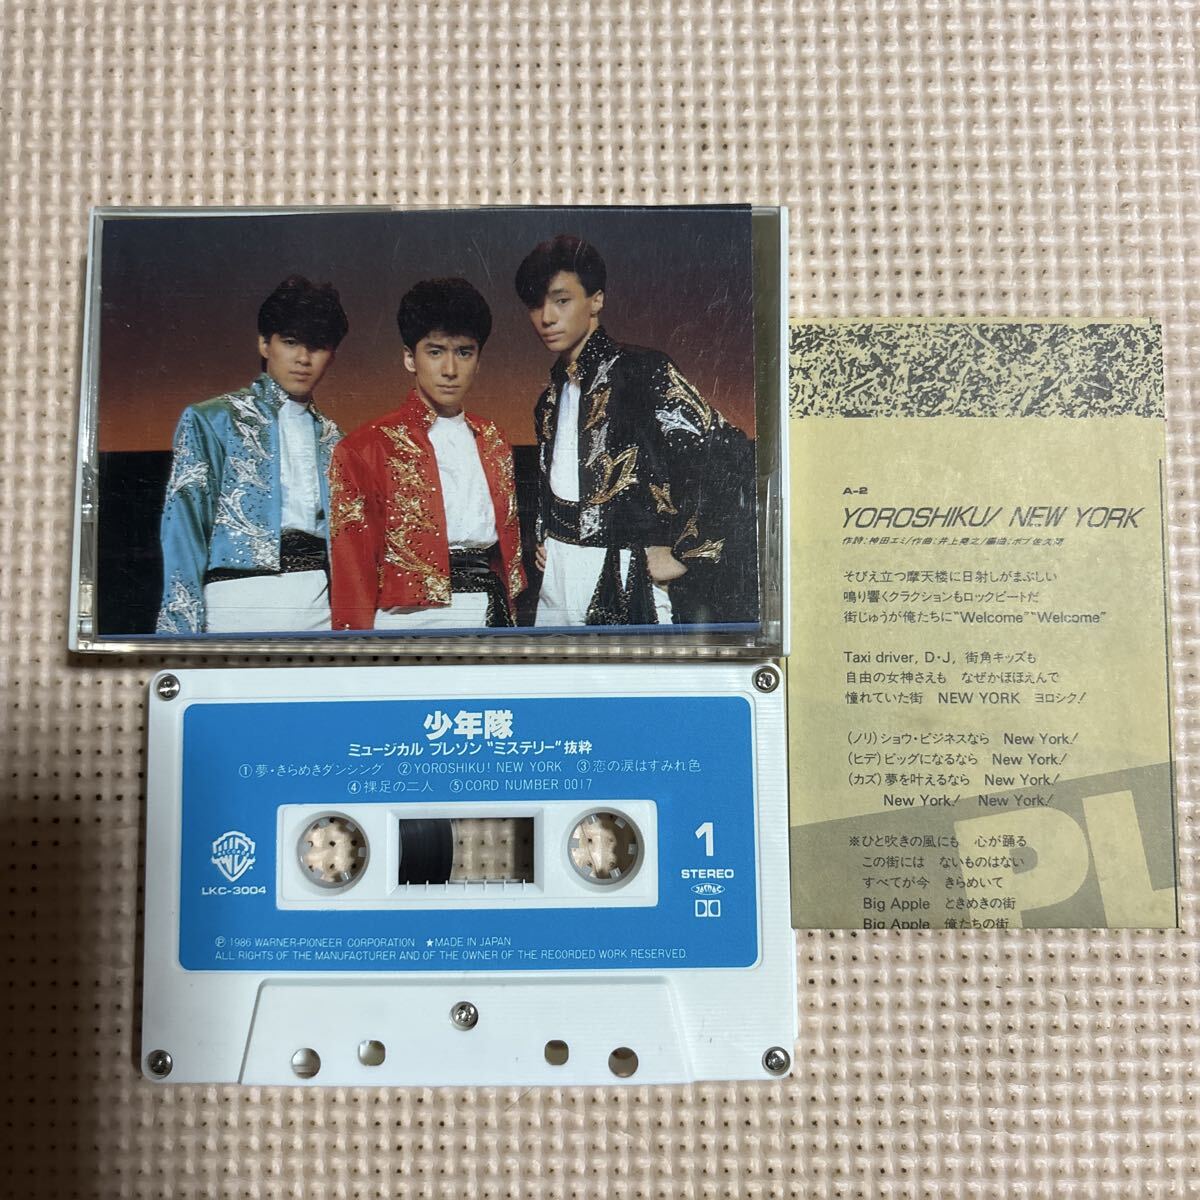 少年隊
ミュージカル プレゾン "ミステリー" 抜粋
①夢・きらめきダンシング ②YOROSHIKU! NEW YORK ③恋の涙はすみれ色
④裸足の二人 ⑤CORD NUMBER 0017
WB
RECORDS
LKC-3004
1
STEREO
Ⓟ 1986 WARNER-PIONEER CORPORATION ★MADE IN JAPAN
ALL RIGHTS OF THE MANUFACTURER AND OF THE OWNER OF THE RECORDED WORK RESERVED.
A-2
YOROSHIKU! NEW YORK
作詩:神田エミ/作曲:井上堯之/編曲:ボブ佐久間
そびえ立つ摩天楼に日射しがまぶしい
鳴り響くクラクションもロックビートだ
街じゅうが俺たちに"Welcome""Welcome"
Taxi driver, D・J, 街角キッズも
自由の女神さえも なぜかほほえんで
憧れていた街 NEW YORK ヨロシク!
(ノリ)ショウ・ビジネスなら New York!
(ヒデ)ビッグになるなら New York!
(カズ)夢を叶えるなら New York!
New York! New York!
※ひと吹きの風にも 心が踊る
この街には ないものはない
すべてが今 きらめいて
Big Apple ときめきの街
Big Apple 俺たちの街
PL